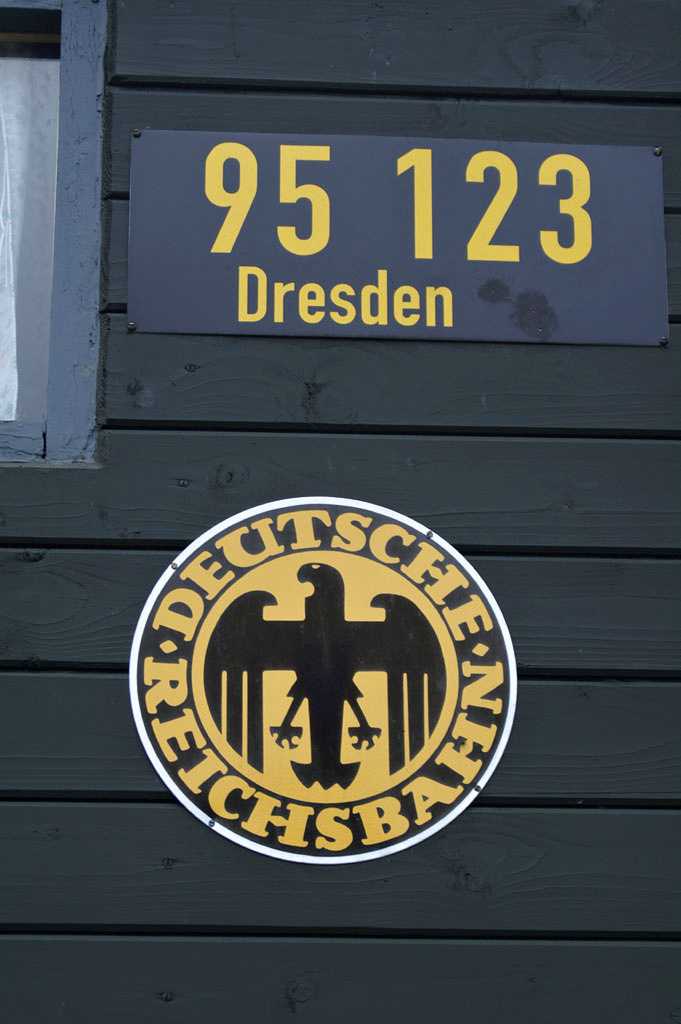 95 123
Dresden
DEUTSCHE
REICHSBAHN